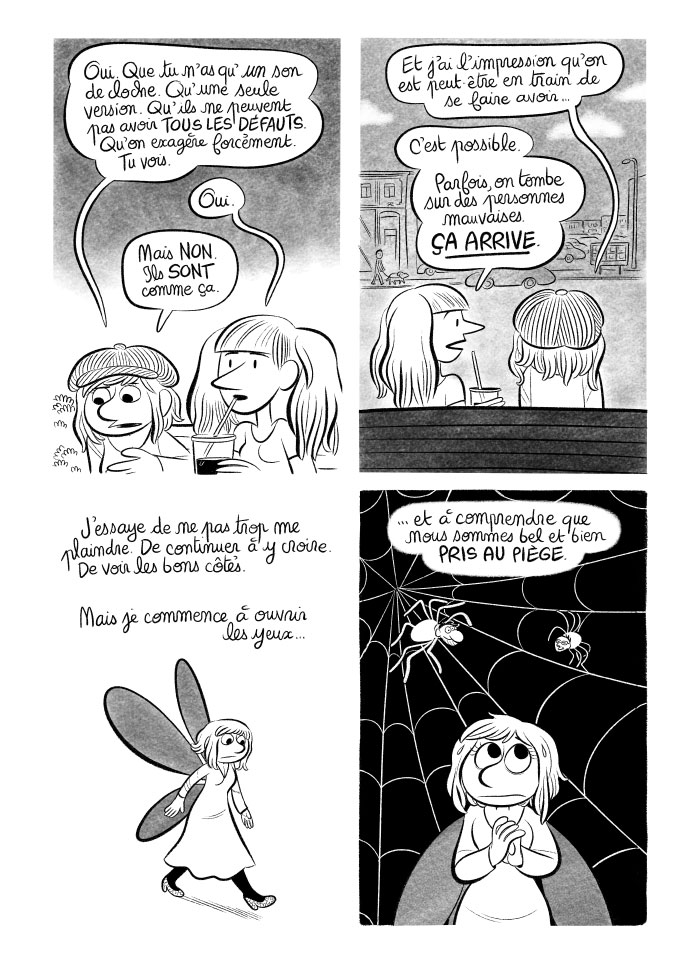 Oui. Que tu n'as qu'un son
de cloche. Qu'une seule
version. Qu'ils ne peuvent
pas avoir TOUS LES DÉFAUTS.
Qu'on exagère forcément.
Tu vois.
Oui.
Mais NON.
Ils SONT
comme ça.
Et j'ai l'impression qu'on
est peut-être en train de
se faire avoir...
C'est possible.
Parfois, on tombe
sur des personnes
mauvaises.
ÇA ARRIVE.
J'essaye de ne pas trop me
plaindre. De continuer à y croire.
De voir les bons côtés.
Mais je commence à ouvrir
les yeux...
... et à comprendre que
nous sommes bel et bien
PRIS AU PIÈGE.